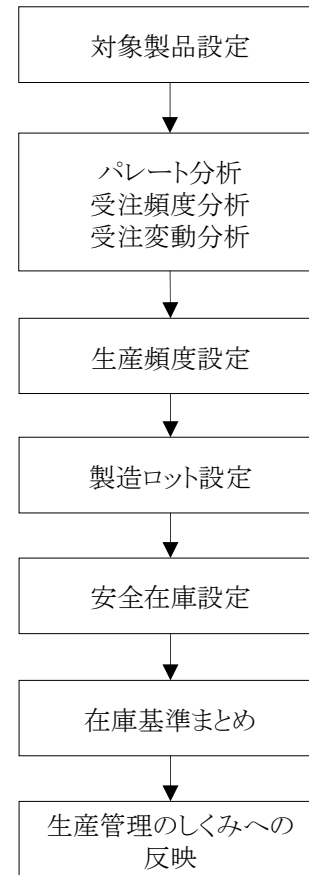 対象製品設定
パレート分析
受注頻度分析
受注変動分析
生産頻度設定
製造ロット設定
安全在庫設定
在庫基準まとめ
生産管理のしくみへの
反映